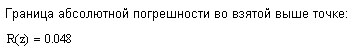 Граница абсолютной погрешности во взятой выше точке:
R(z) = 0.048